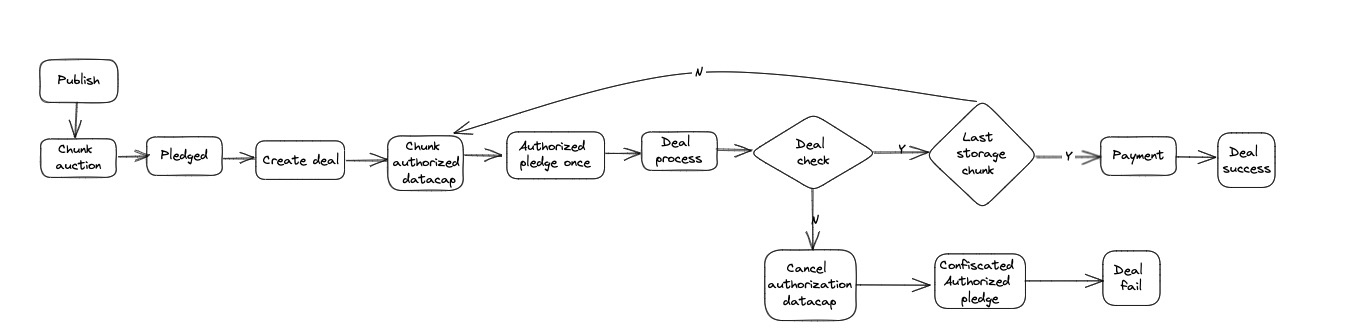 Publish
Chunk
auction
Pledged
Create deal
Chunk
authorized
datacap
Authorized
pledge once
Deal
process
Deal
check
N
Y
Last
storage
chunk
Y
Payment
Deal
success
N
Cancel
authorization
datacap
Confiscated
Authorized
pledge
Deal
fail